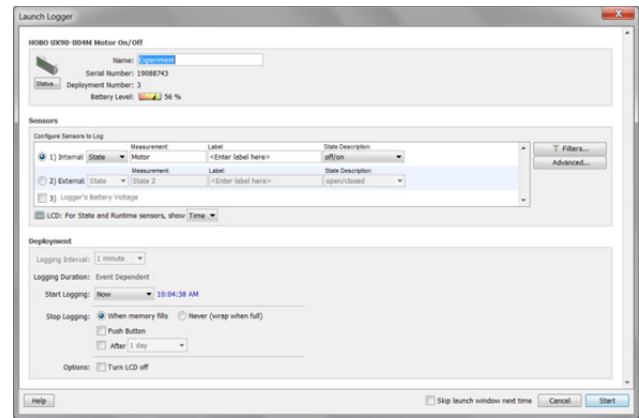 Launch Logger
HOBO UX90-004M Motor On/Off
Name: Experiment
Serial Number: 19088743
Status...
Deployment Number: 3
Battery Level: 56 %
Sensors
Configure Sensors to Log:
Measurement: Label: State Description:
1) Internal: State Motor <Enter label here> off/on
Filters...
Advanced...
Measurement: Label: State Description:
2) External: State State 2 <Enter label here> open/closed
3) Logger's Battery Voltage
LCD: For State and Runtime sensors, show Time
Deployment
Logging Interval: 1 minute
Logging Duration: Event Dependent
Start Logging: Now 10:04:38 AM
Stop Logging: When memory fills Never (wrap when full)
Push Button
After 1 day
Options: Turn LCD off
Help Skip launch window next time Cancel Start